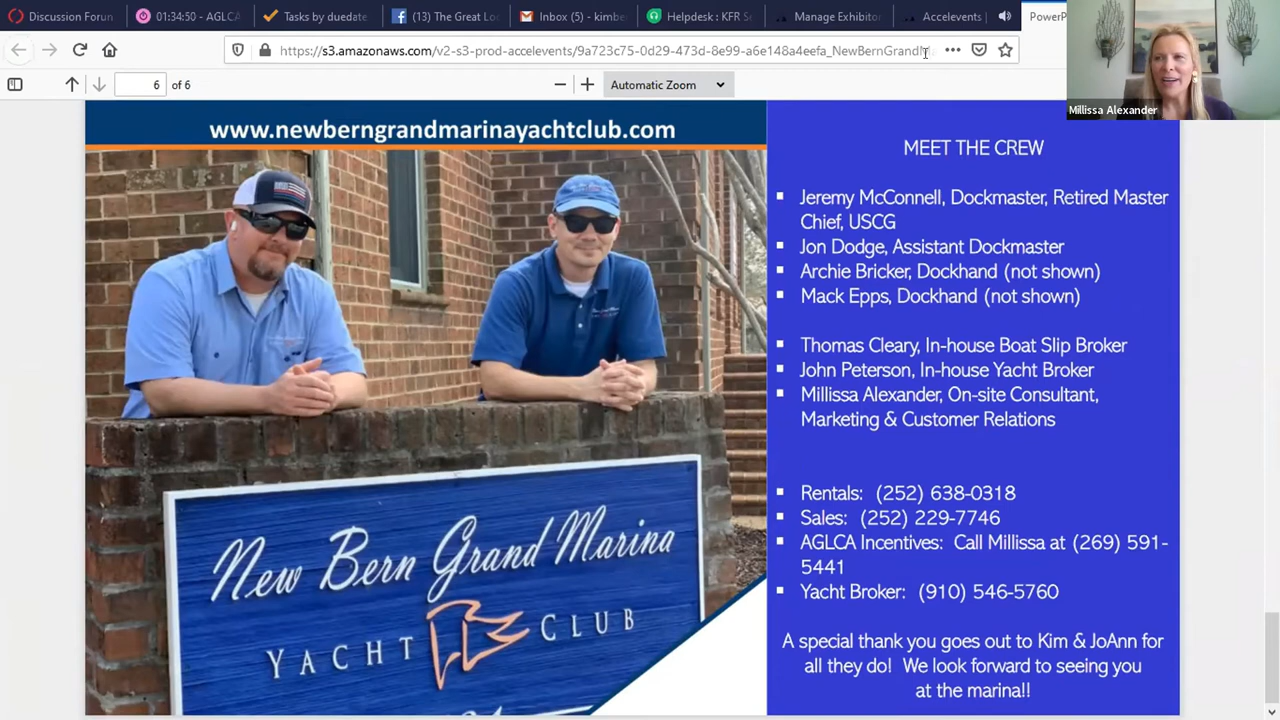 Discussion Forum
01:34:50 - AGLCA
Tasks by duedate
(13) The Great Loo
Inbox (5) - kimbe
Helpdesk : KFR Se
Manage Exhibitor
Accelevents
PowerP
https://s3.amazonaws.com/v2-s3-prod-accelevents/9a723c75-0d29-473d-8e99-a6e148a4eefa_NewBernGrandM
6 of 6
Automatic Zoom
Millissa Alexander
www.newberngrandmarinayachtclub.com
New Bern Grand Marina
YACHT CLUB
MEET THE CREW
▪ Jeremy McConnell, Dockmaster, Retired Master
Chief, USCG
▪ Jon Dodge, Assistant Dockmaster
▪ Archie Bricker, Dockhand (not shown)
▪ Mack Epps, Dockhand (not shown)
▪ Thomas Cleary, In-house Boat Slip Broker
▪ John Peterson, In-house Yacht Broker
▪ Millissa Alexander, On-site Consultant,
Marketing & Customer Relations
▪ Rentals: (252) 638-0318
▪ Sales: (252) 229-7746
▪ AGLCA Incentives: Call Millissa at (269) 591-
5441
▪ Yacht Broker: (910) 546-5760
A special thank you goes out to Kim & JoAnn for
all they do! We look forward to seeing you
at the marina!!